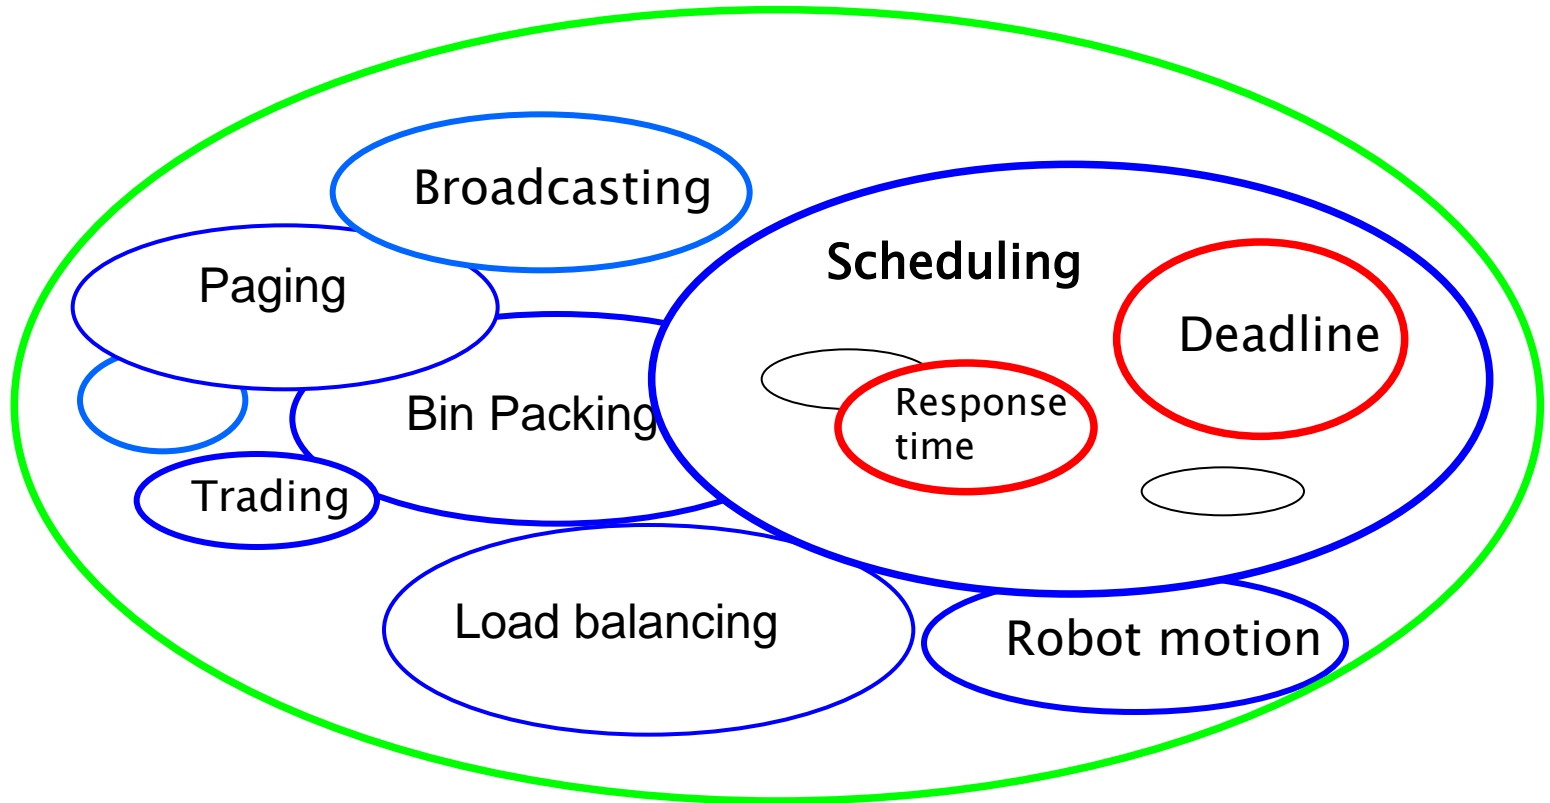 Broadcasting
Scheduling
Paging
Deadline
Response
time
Bin Packing
Trading
Load balancing
Robot motion